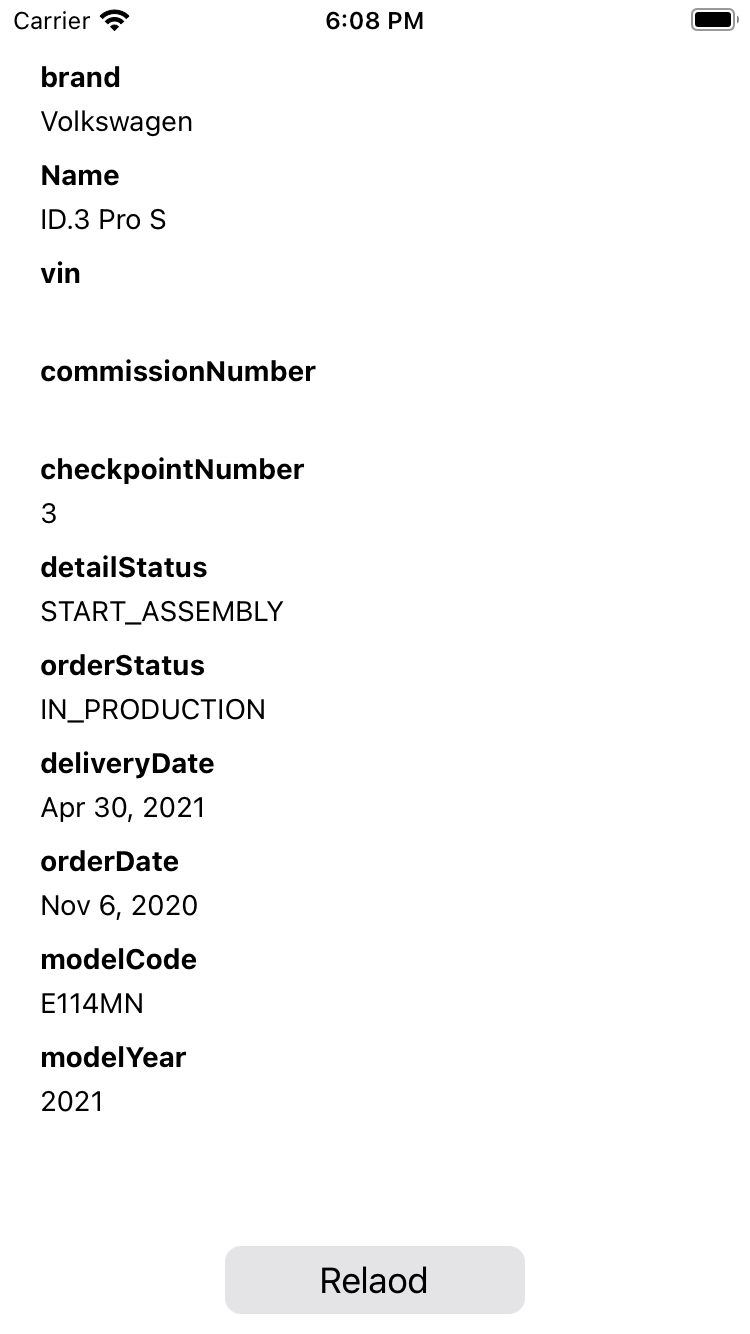 Carrier 6:08 PM
brand
Volkswagen
Name
ID.3 Pro S
vin
commissionNumber
checkpointNumber
3
detailStatus
START_ASSEMBLY
orderStatus
IN_PRODUCTION
deliveryDate
Apr 30, 2021
orderDate
Nov 6, 2020
modelCode
E114MN
modelYear
2021
Relaod